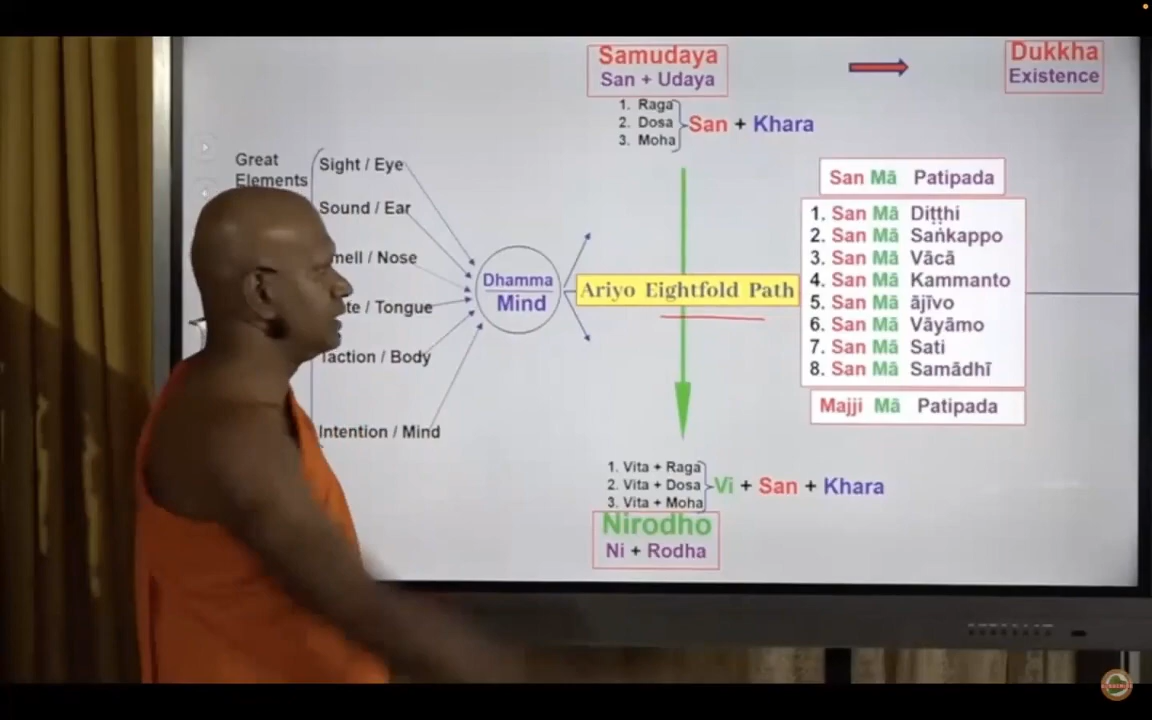 Samudaya
San + Udaya
Dukkha
Existence
1. Raga
2. Dosa
3. Moha
San + Khara
Great
Elements
Sight / Eye
Sound / Ear
mell / Nose
te / Tongue
Taction / Body
Intention / Mind
Dhamma
Mind
Ariyo Eightfold Path
San Mā Patipada
1. San Mā Diṭṭhi
2. San Mā Saṅkappo
3. San Mā Vācā
4. San Mā Kammanto
5. San Mā ājīvo
6. San Mā Vāyāmo
7. San Mā Sati
8. San Mā Samādhī
Majji Mā Patipada
1. Vita + Raga
2. Vita + Dosa
3. Vita + Moha
Vi + San + Khara
Nirodho
Ni + Rodha